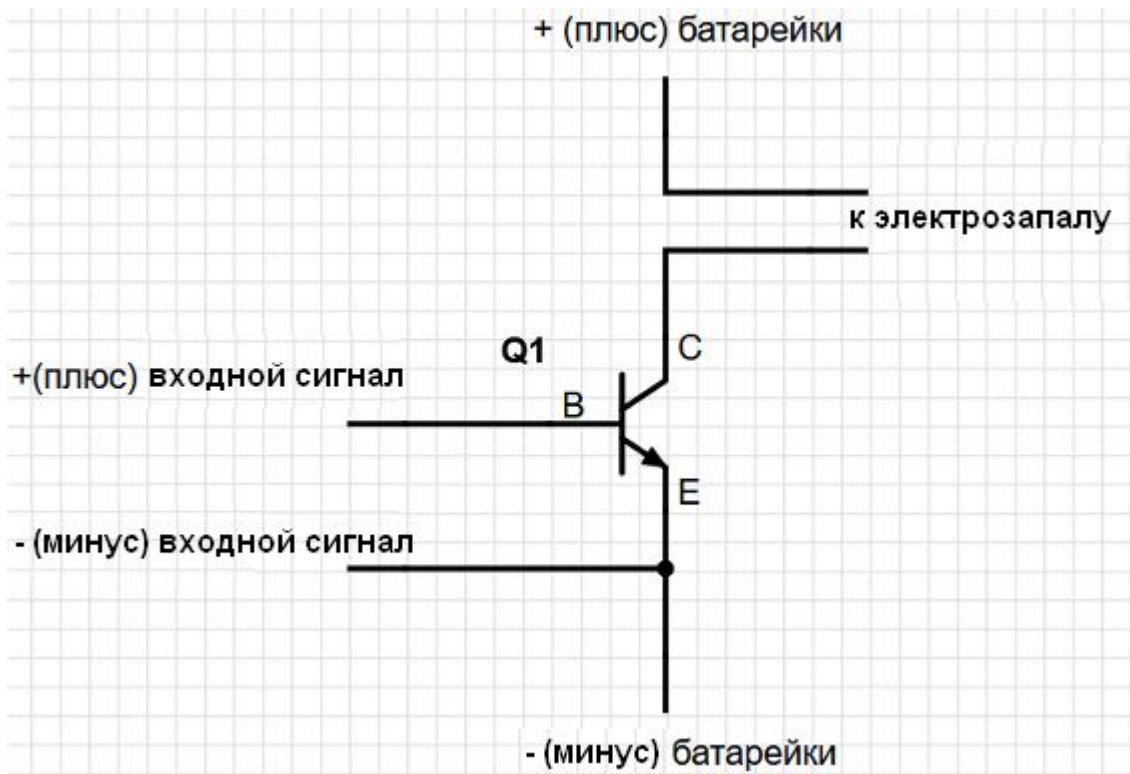 + (плюс) батарейки
к электрозапалу
Q1
C
+(плюс) входной сигнал
B
E
- (минус) входной сигнал
- (минус) батарейки